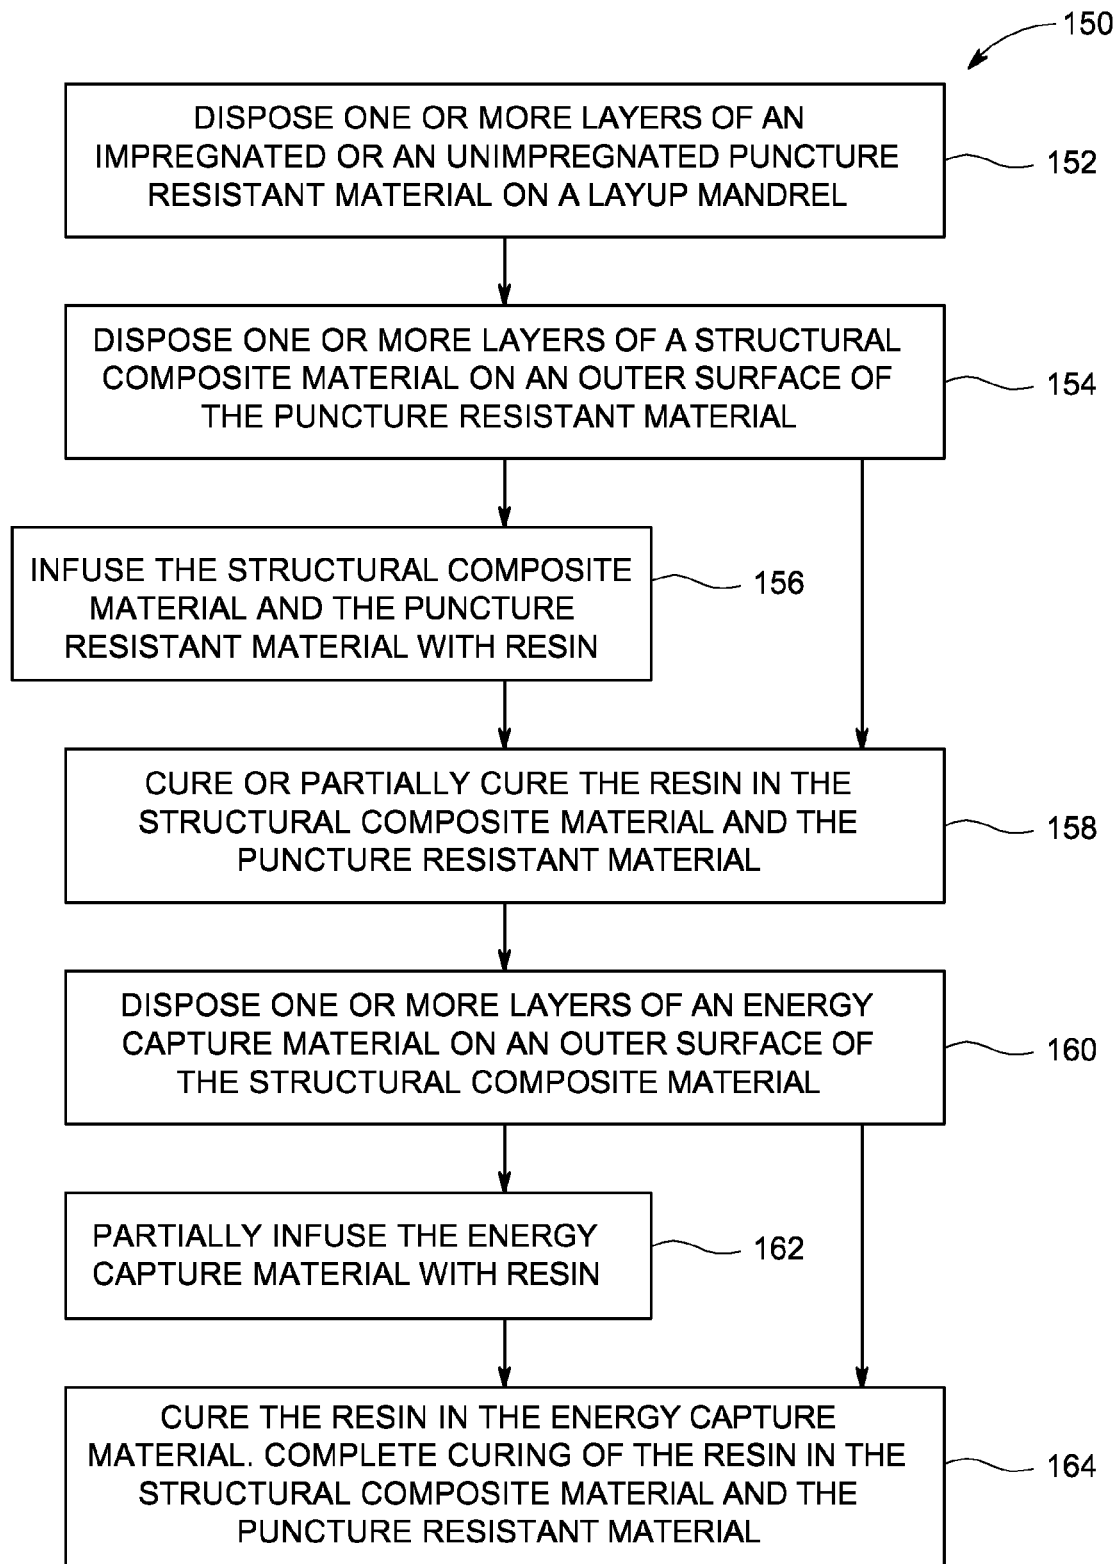 150
DISPOSE ONE OR MORE LAYERS OF AN
IMPREGNATED OR AN UNIMPREGNATED PUNCTURE
RESISTANT MATERIAL ON A LAYUP MANDREL
152
DISPOSE ONE OR MORE LAYERS OF A STRUCTURAL
COMPOSITE MATERIAL ON AN OUTER SURFACE OF
THE PUNCTURE RESISTANT MATERIAL
154
INFUSE THE STRUCTURAL COMPOSITE
MATERIAL AND THE PUNCTURE
RESISTANT MATERIAL WITH RESIN
156
CURE OR PARTIALLY CURE THE RESIN IN THE
STRUCTURAL COMPOSITE MATERIAL AND THE
PUNCTURE RESISTANT MATERIAL
158
DISPOSE ONE OR MORE LAYERS OF AN ENERGY
CAPTURE MATERIAL ON AN OUTER SURFACE OF
THE STRUCTURAL COMPOSITE MATERIAL
160
PARTIALLY INFUSE THE ENERGY
CAPTURE MATERIAL WITH RESIN
162
CURE THE RESIN IN THE ENERGY CAPTURE
MATERIAL. COMPLETE CURING OF THE RESIN IN THE
STRUCTURAL COMPOSITE MATERIAL AND THE
PUNCTURE RESISTANT MATERIAL
164